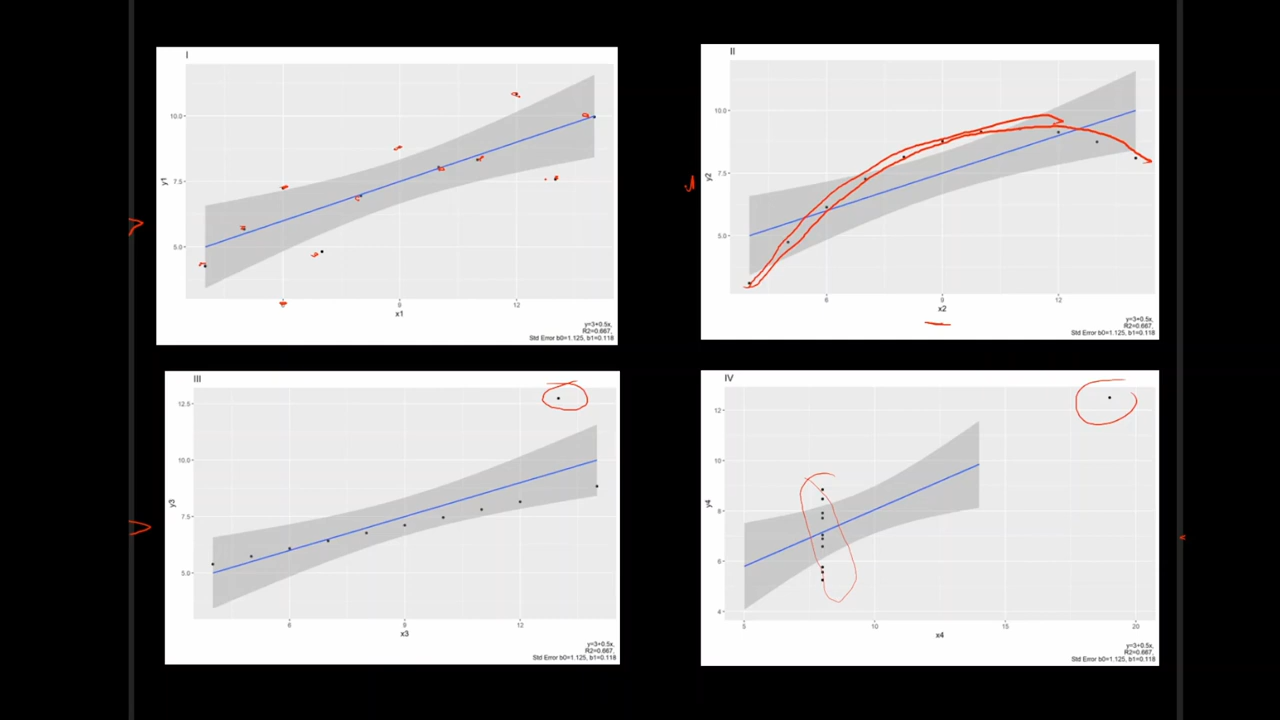 I
10.0
7.5
5.0
y1
6
9
12
x1
y=3+0.5x,
R2=0.667,
Std Error b0=1.125, b1=0.118
II
10.0
7.5
5.0
y2
6
9
12
x2
y=3+0.5x,
R2=0.667,
Std Error b0=1.125, b1=0.118
III
12.5
10.0
7.5
5.0
y3
6
9
12
x3
y=3+0.5x,
R2=0.667,
Std Error b0=1.125, b1=0.118
IV
12
10
8
6
4
y4
5
10
15
20
x4
y=3+0.5x,
R2=0.667,
Std Error b0=1.125, b1=0.118